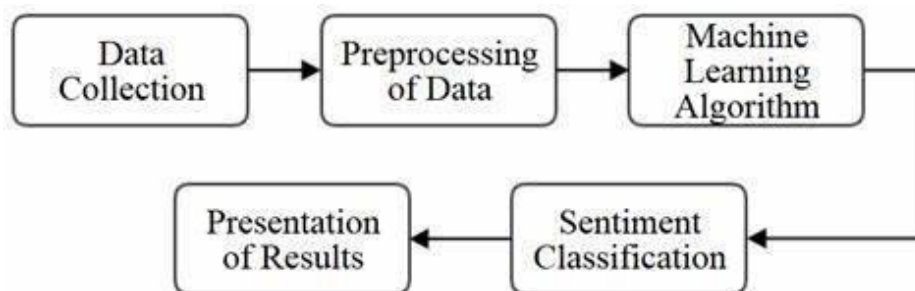 Data
Collection
Preprocessing
of Data
Machine
Learning
Algorithm
Sentiment
Classification
Presentation
of Results